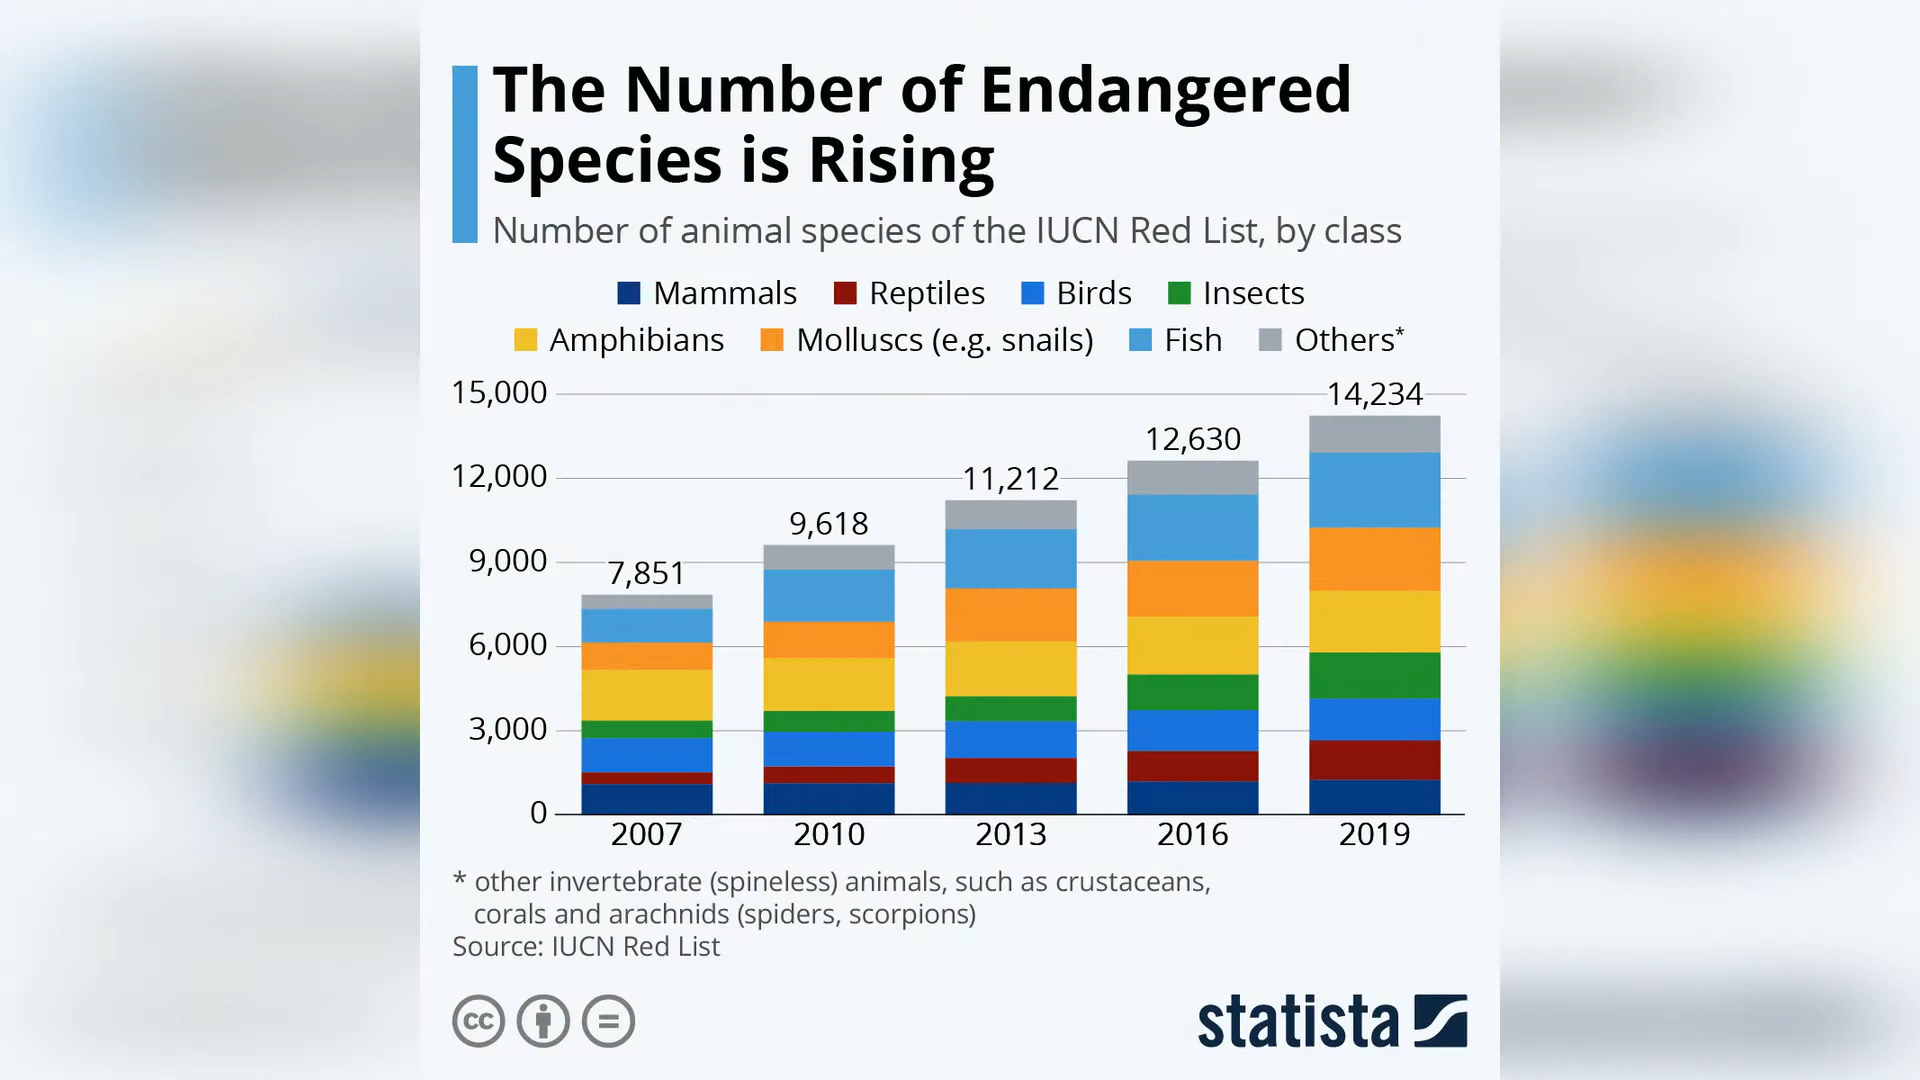 The Number of Endangered
Species is Rising
Number of animal species of the IUCN Red List, by class
Mammals Reptiles Birds Insects
Amphibians Molluscs (e.g. snails) Fish Others*
15,000
12,000
9,000
6,000
3,000
0
7,851
9,618
11,212
12,630
14,234
2007 2010 2013 2016 2019
* other invertebrate (spineless) animals, such as crustaceans,
corals and arachnids (spiders, scorpions)
Source: IUCN Red List
cc
statista